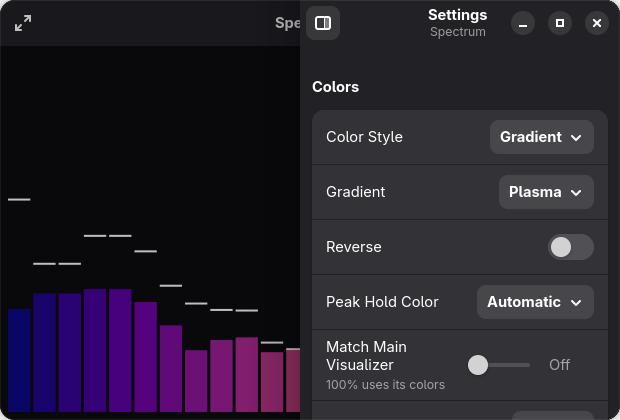 Spe
Settings
Spectrum
Colors
Color Style
Gradient
Gradient
Plasma
Reverse
Peak Hold Color
Automatic
Match Main
Visualizer
Off
100% uses its colors